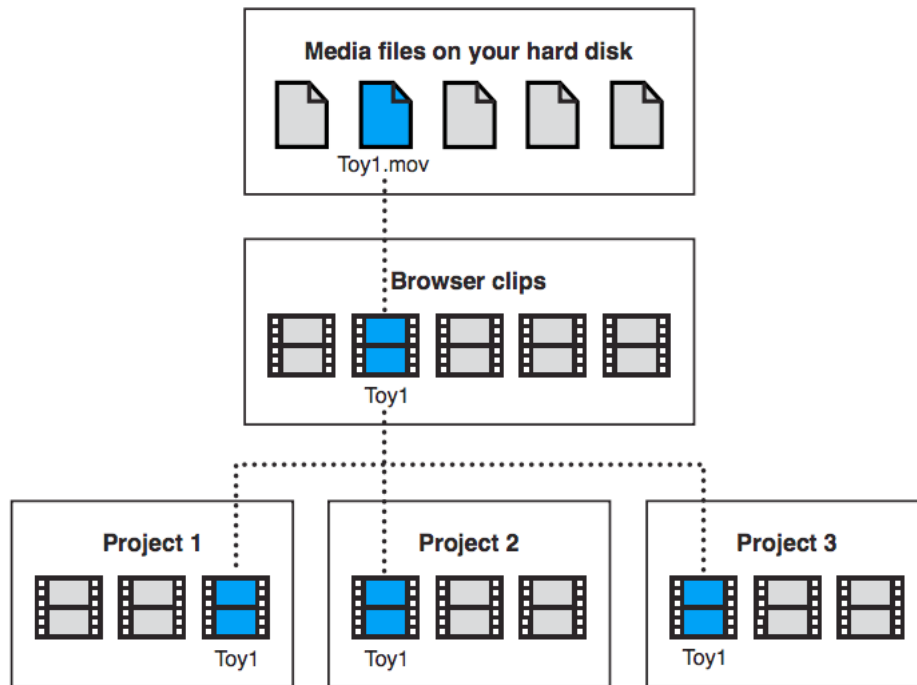 Media files on your hard disk
Toy1.mov
Browser clips
Toy1
Project 1
Toy1
Project 2
Toy1
Project 3
Toy1